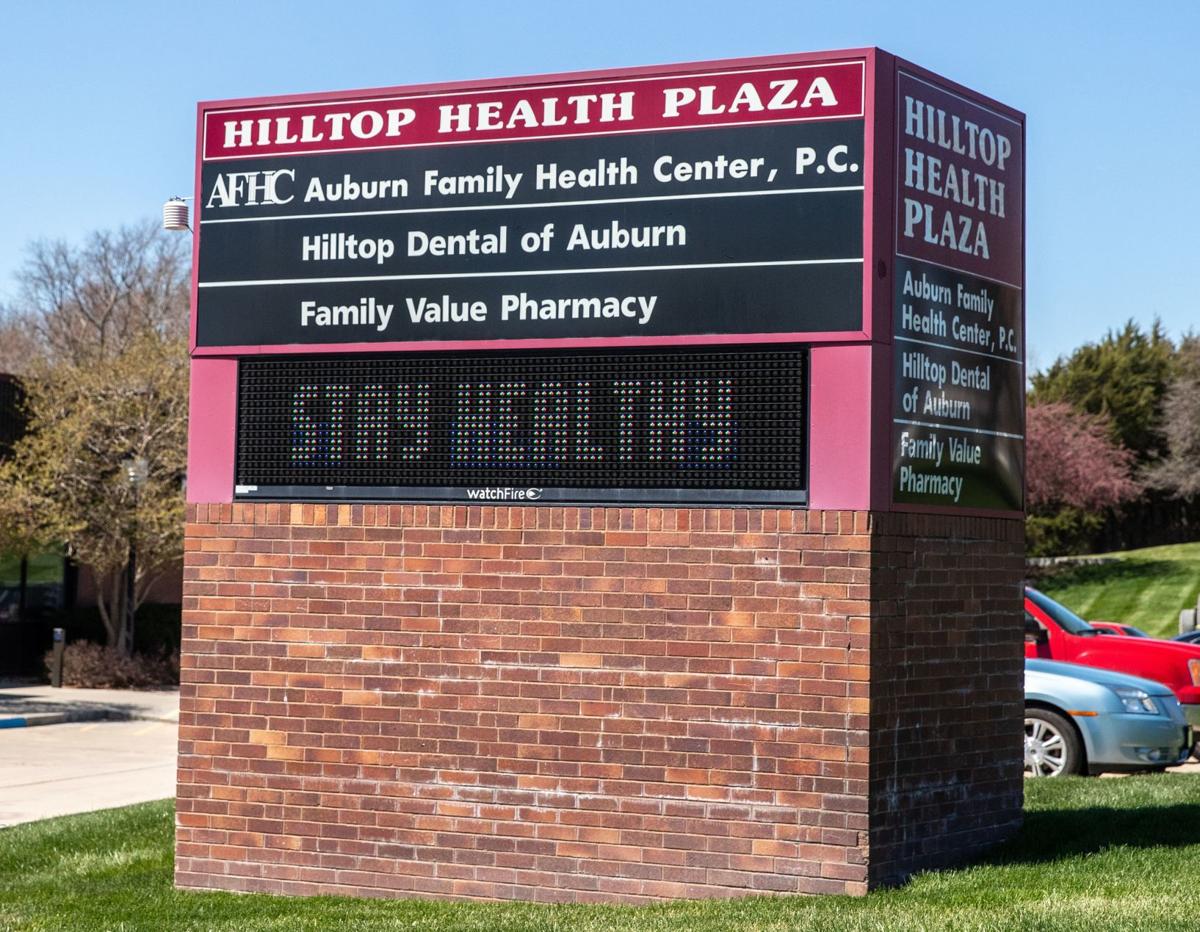 HILLTOP HEALTH PLAZA
AFHC Auburn Family Health Center, P.C.
Hilltop Dental of Auburn
Family Value Pharmacy
STAY HEALTHY
watchFire
HILLTOP
HEALTH
PLAZA
Auburn Family
Health Center, P.C.
Hilltop Dental
of Auburn
Family Value
Pharmacy